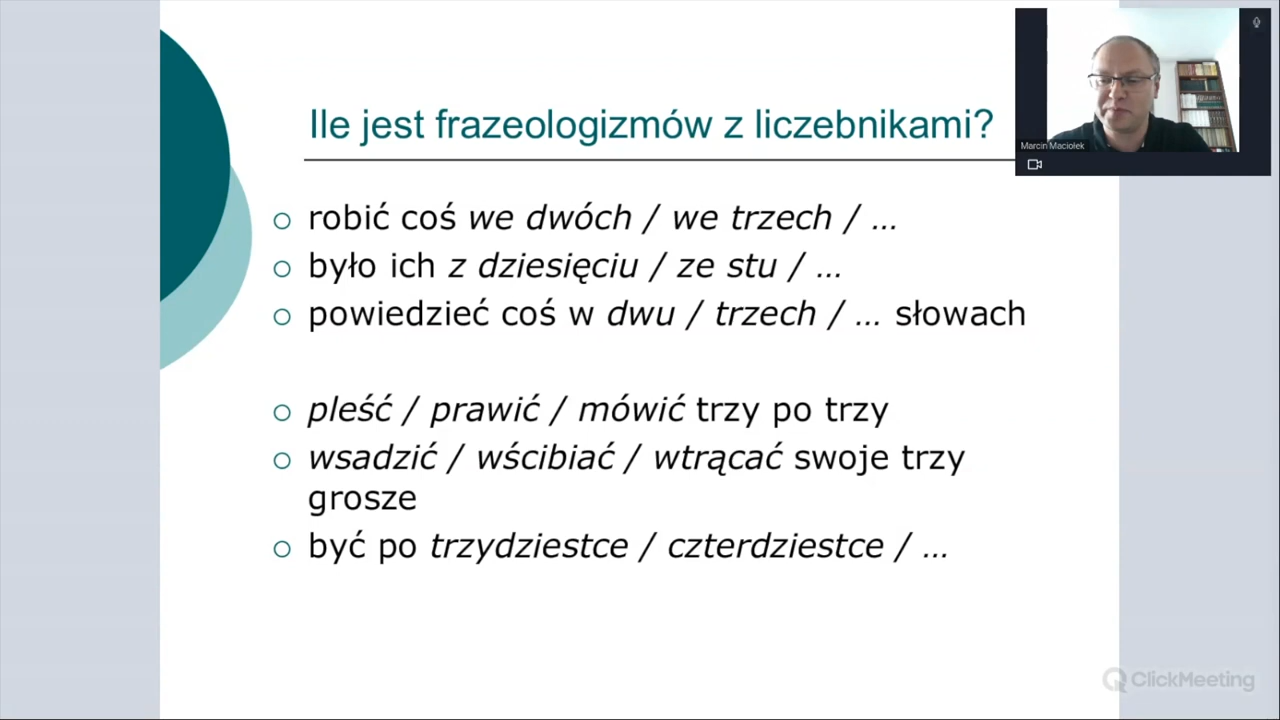 Ile jest frazeologizmów z liczebnikami?
Marcin Maciołek
robić coś we dwóch / we trzech / …
było ich z dziesięciu / ze stu / …
powiedzieć coś w dwu / trzech / … słowach
pleść / prawić / mówić trzy po trzy
wsadzić / wścibiać / wtrącać swoje trzy
grosze
być po trzydziestce / czterdziestce / …
ClickMeeting